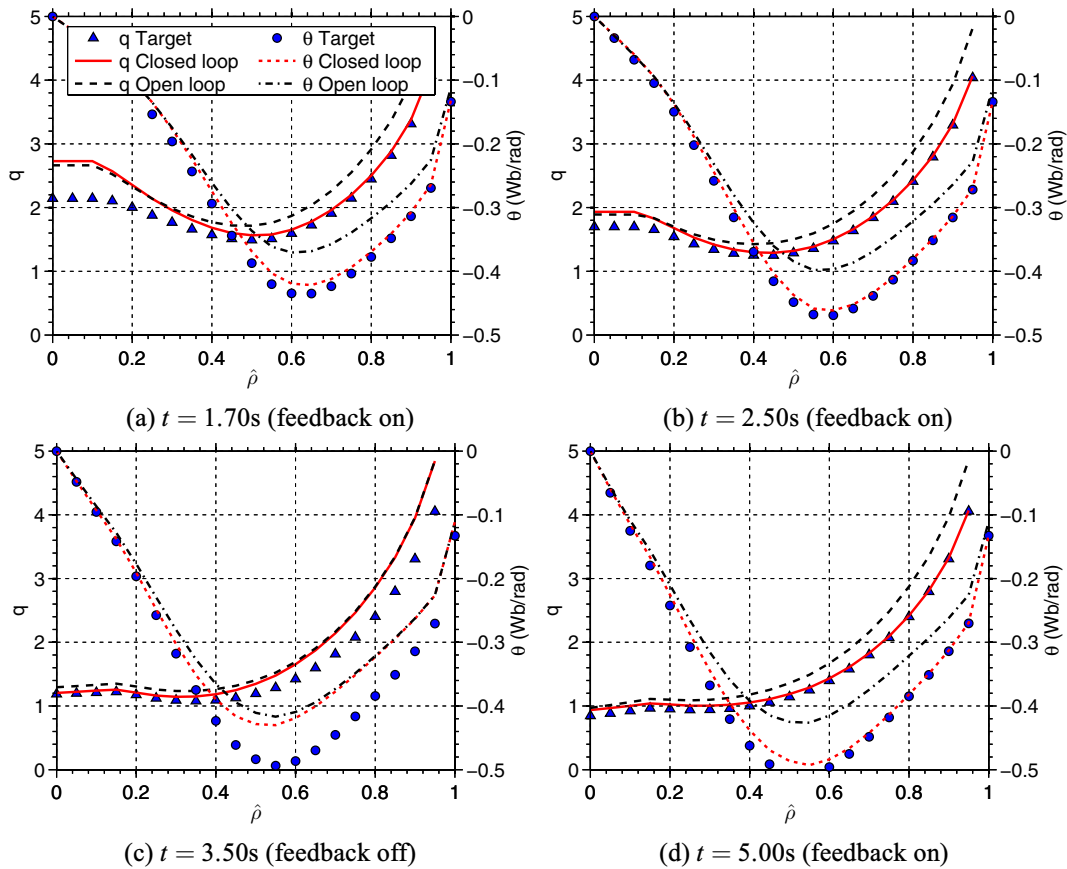 5
4
3
2
1
0
q
q Target
q Closed loop
q Open loop
θ Target
θ Closed loop
θ Open loop
0
−0.1
−0.2
−0.3
−0.4
−0.5
θ (Wb/rad)
0 0.2 0.4 0.6 0.8 1
ρ̂
(a) t = 1.70s (feedback on)
5
4
3
2
1
0
q
0
−0.1
−0.2
−0.3
−0.4
−0.5
θ (Wb/rad)
0 0.2 0.4 0.6 0.8 1
ρ̂
(b) t = 2.50s (feedback on)
5
4
3
2
1
0
q
0
−0.1
−0.2
−0.3
−0.4
−0.5
θ (Wb/rad)
0 0.2 0.4 0.6 0.8 1
ρ̂
(c) t = 3.50s (feedback off)
5
4
3
2
1
0
q
0
−0.1
−0.2
−0.3
−0.4
−0.5
θ (Wb/rad)
0 0.2 0.4 0.6 0.8 1
ρ̂
(d) t = 5.00s (feedback on)